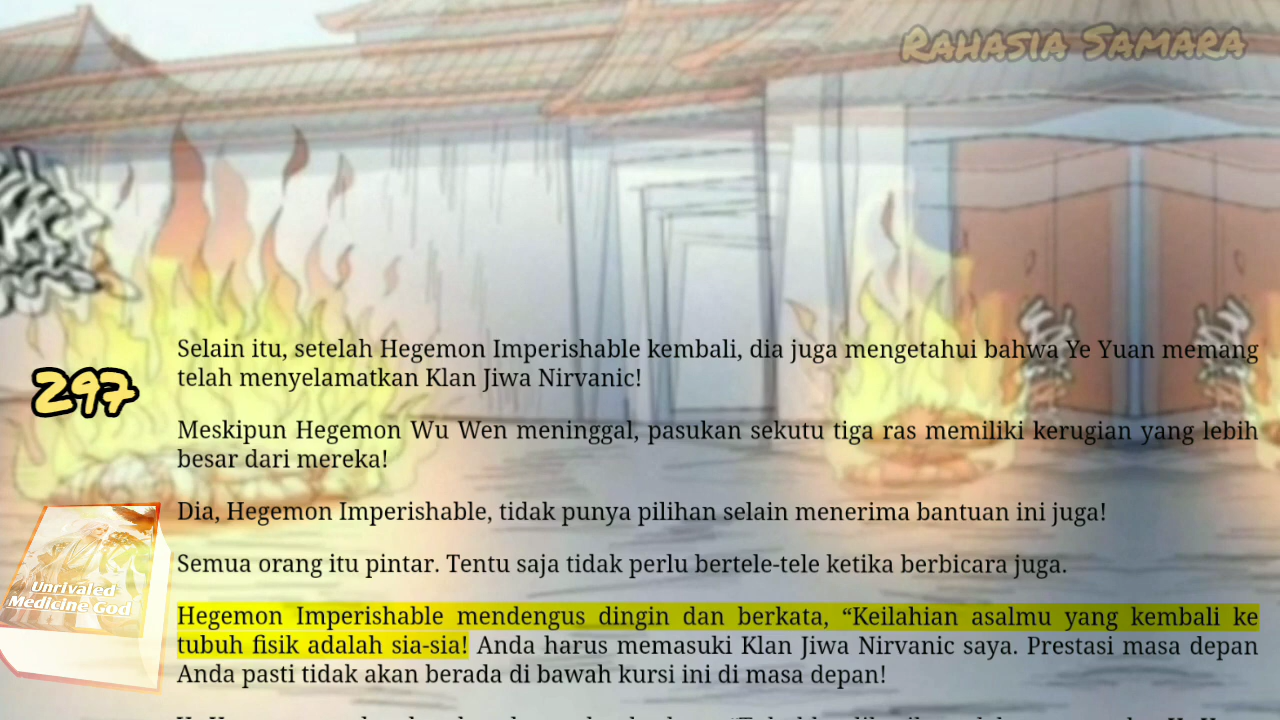 Rahasia Samara
Selain itu, setelah Hegemon Imperishable kembali, dia juga mengetahui bahwa Ye Yuan memang
telah menyelamatkan Klan Jiwa Nirvanic!
297
Meskipun Hegemon Wu Wen meninggal, pasukan sekutu tiga ras memiliki kerugian yang lebih
besar dari mereka!
Dia, Hegemon Imperishable, tidak punya pilihan selain menerima bantuan ini juga!
Semua orang itu pintar. Tentu saja tidak perlu bertele-tele ketika berbicara juga.
Unrivaled
Medicine God
Hegemon Imperishable mendengus dingin dan berkata, “Keilahian asalmu yang kembali ke
tubuh fisik adalah sia-sia! Anda harus memasuki Klan Jiwa Nirvanic saya. Prestasi masa depan
Anda pasti tidak akan berada di bawah kursi ini di masa depan!